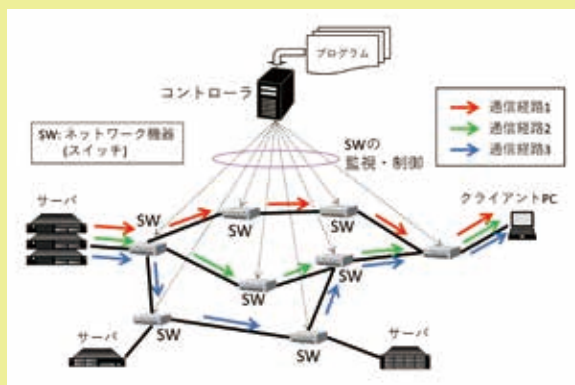 プログラム
コントローラ
通信経路1
通信経路2
通信経路3
SW: ネットワーク機器
(スイッチ)
SWの
監視・制御
サーバ
クライアントPC
SW
SW
SW
SW
SW
SW
SW
サーバ
サーバ